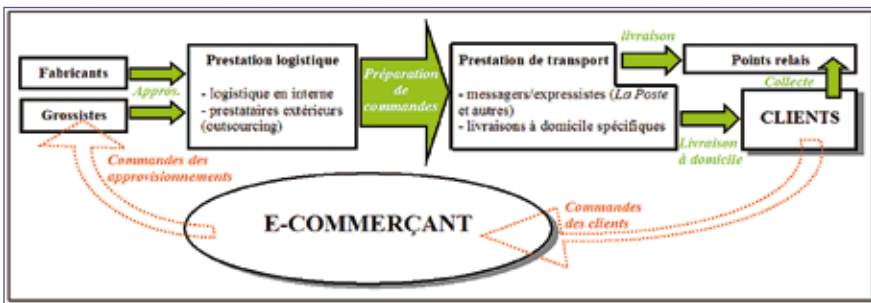 Fabricants
Appros.
Grossistes
Prestation logistique
- logistique en interne
- prestataires extérieurs
(outsourcing)
Préparation
de
commandes
Prestation de transport
- messagers/expressistes (La Poste
et autres)
- livraisons à domicile spécifiques
livraison
Points relais
Collecte
CLIENTS
Livraison
à domicile
Commandes des
approvisionnements
E-COMMERÇANT
Commandes
des clients